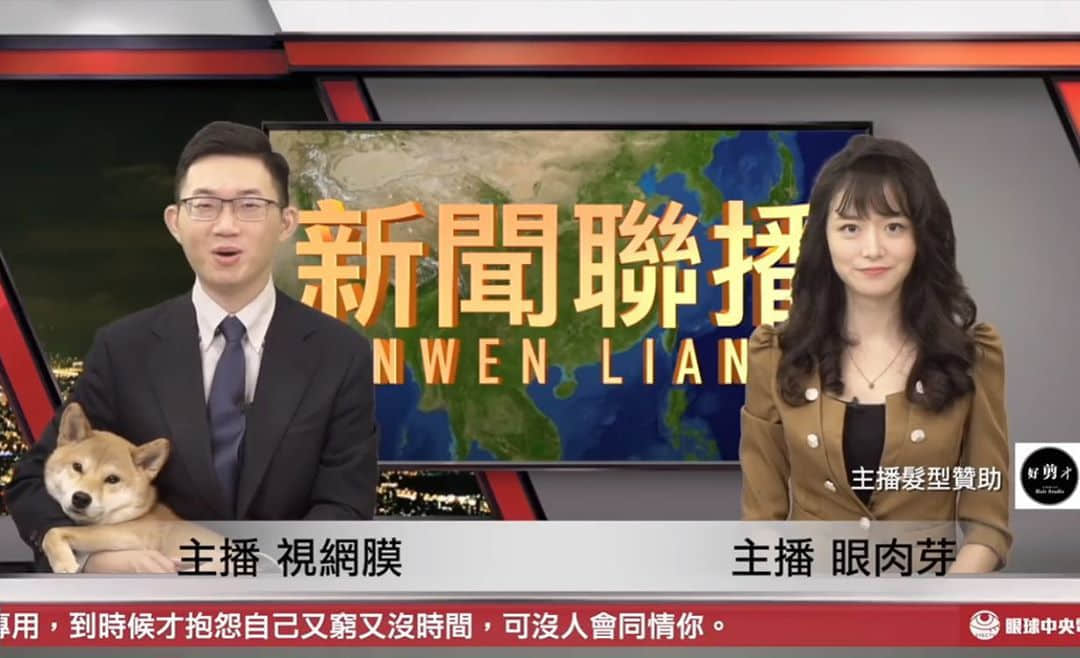 新聞聯播
NWEN LIAN
主播髮型贊助
好剪才
Hair Studio
主播 視網膜
主播 眼肉芽
專用，到時候才抱怨自己又窮又沒時間，可沒人會同情你。
眼球中央